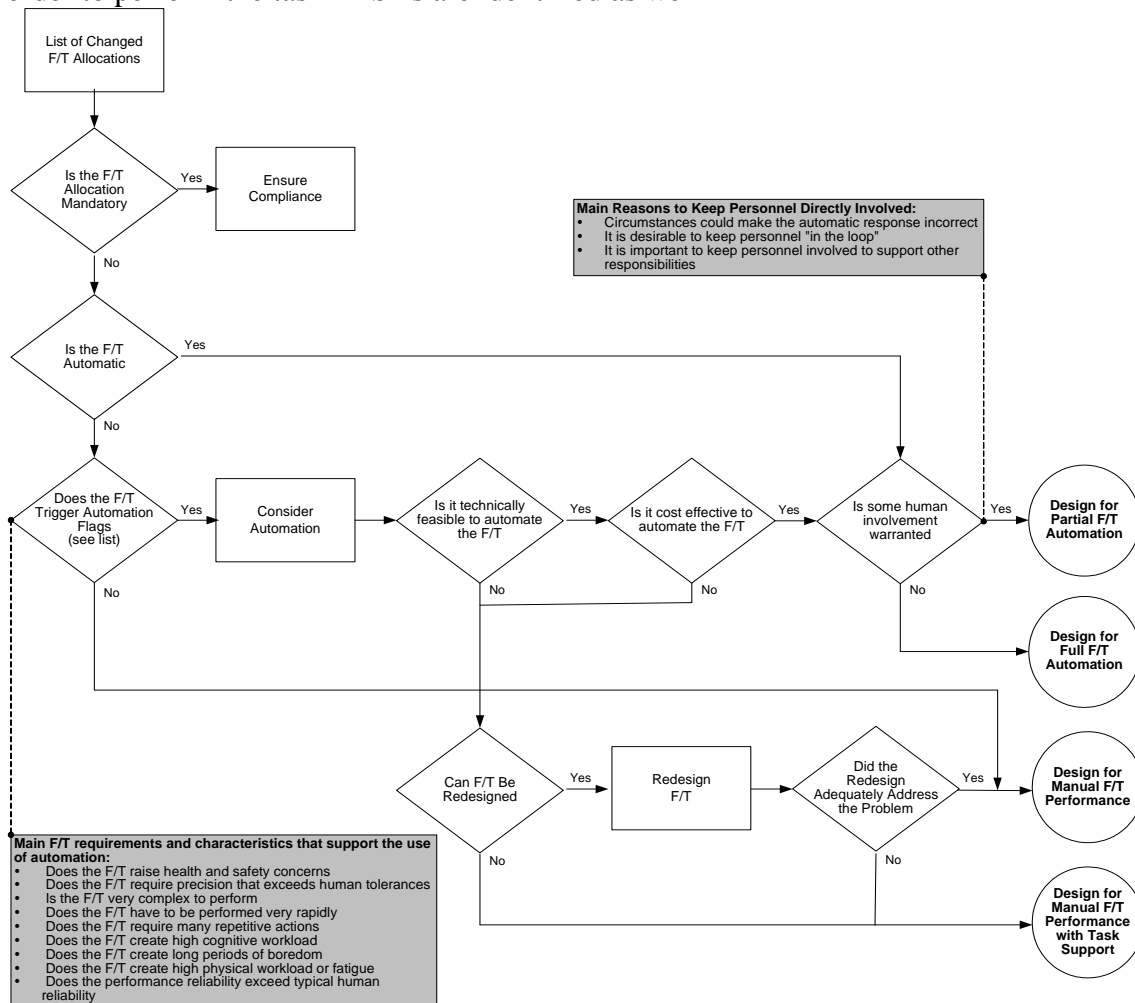 List of Changed
F/T Allocations
Is the F/T
Allocation
Mandatory
Yes
Ensure
Compliance
No
Main Reasons to Keep Personnel Directly Involved:
• Circumstances could make the automatic response incorrect
• It is desirable to keep personnel "in the loop"
• It is important to keep personnel involved to support other
responsibilities
Is the F/T
Automatic
Yes
No
Does the F/T
Trigger Automation
Flags
(see list)
Yes
Consider
Automation
Is it technically
feasible to automate
the F/T
Yes
Is it cost effective to
automate the F/T
Yes
Is some human
involvement
warranted
Yes
Design for
Partial F/T
Automation
No
No
No
No
Design for
Full F/T
Automation
Can F/T Be
Redesigned
Yes
Redesign
F/T
Did the
Redesign
Adequately Address
the Problem
Yes
Design for
Manual F/T
Performance
No
No
Design for
Manual F/T
Performance
with Task
Support
Main F/T requirements and characteristics that support the use
of automation:
• Does the F/T raise health and safety concerns
• Does the F/T require precision that exceeds human tolerances
• Is the F/T very complex to perform
• Does the F/T have to be performed very rapidly
• Does the F/T require many repetitive actions
• Does the F/T create high cognitive workload
• Does the F/T create long periods of boredom
• Does the F/T create high physical workload or fatigue
• Does the performance reliability exceed typical human
reliability